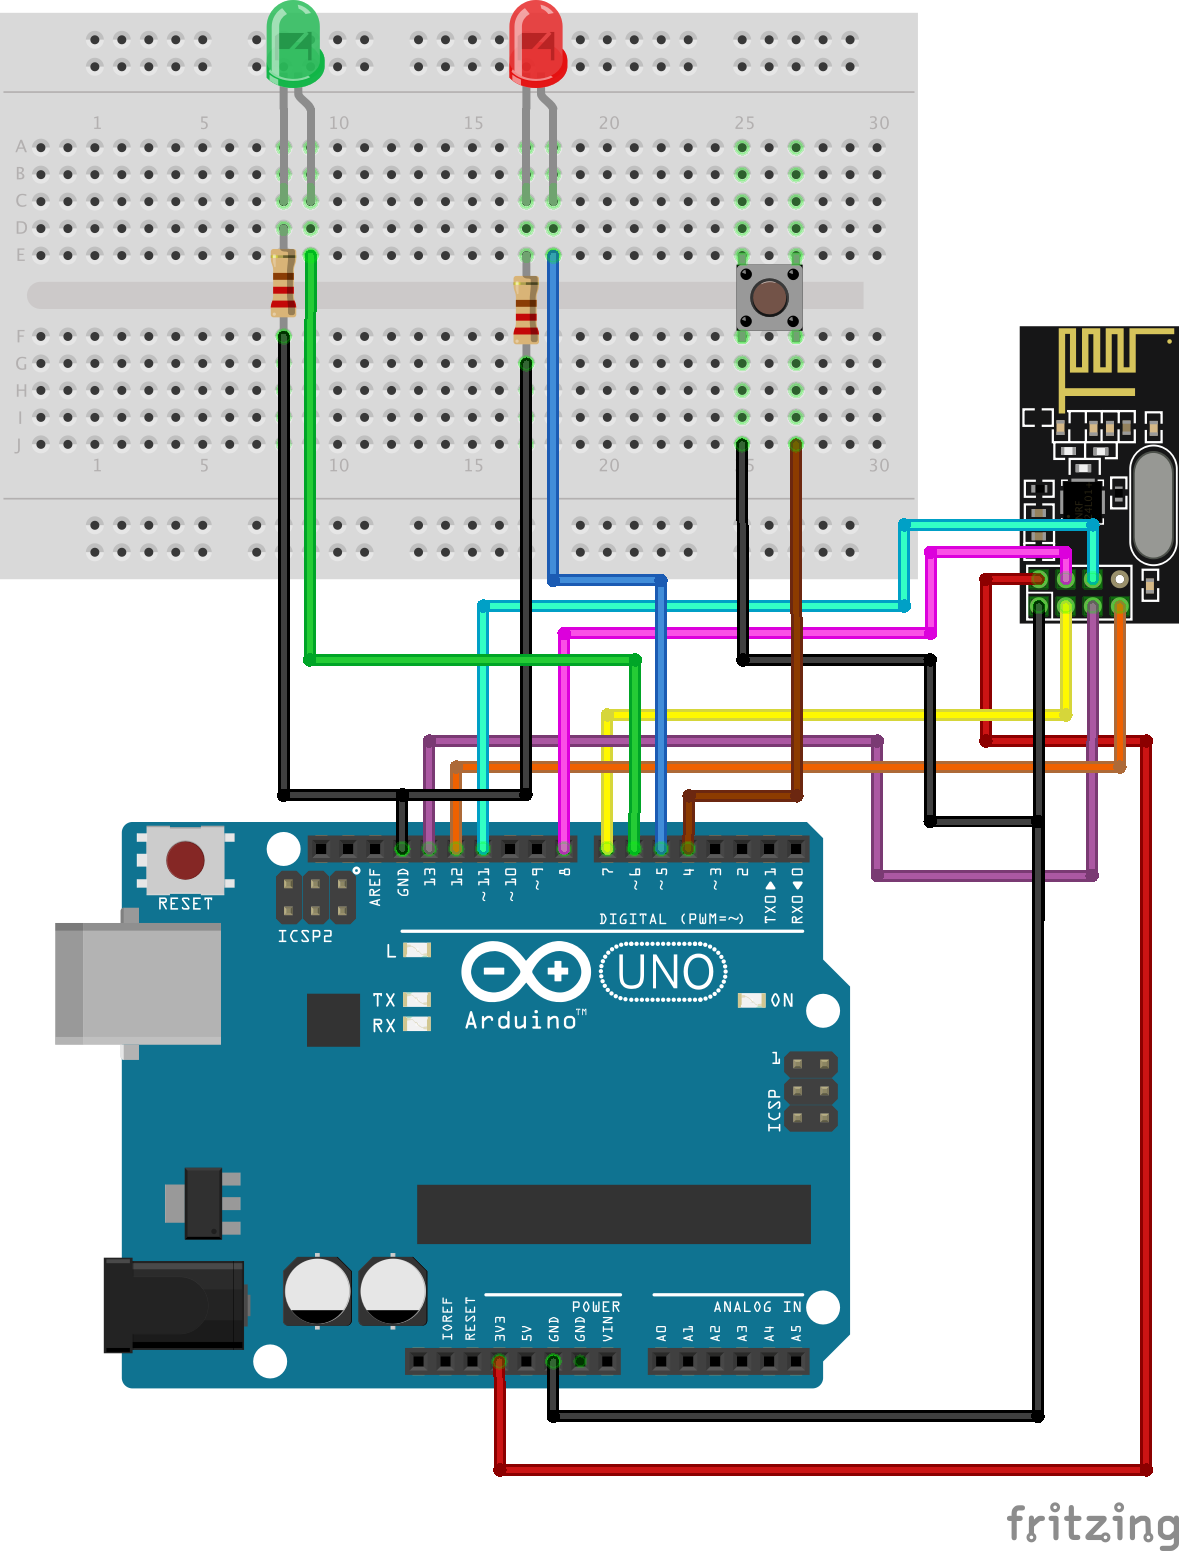 1 5 10 15 20 25 30
A
B
C
D
E
F
G
H
I
J
1 5 10 15 20 5 30
RESET
ICSP2
AREF
GND
13
12
~11
~10
~9
8
7
~6
~5
4
~3
2
TX0▶1
RX0◀0
DIGITAL (PWM=~)
L
TX
RX
UNO
Arduino™
ON
1
ICSP
POWER
ANALOG IN
IOREF
RESET
3V3
5V
GND
GND
VIN
A0
A1
A2
A3
A4
A5
fritzing